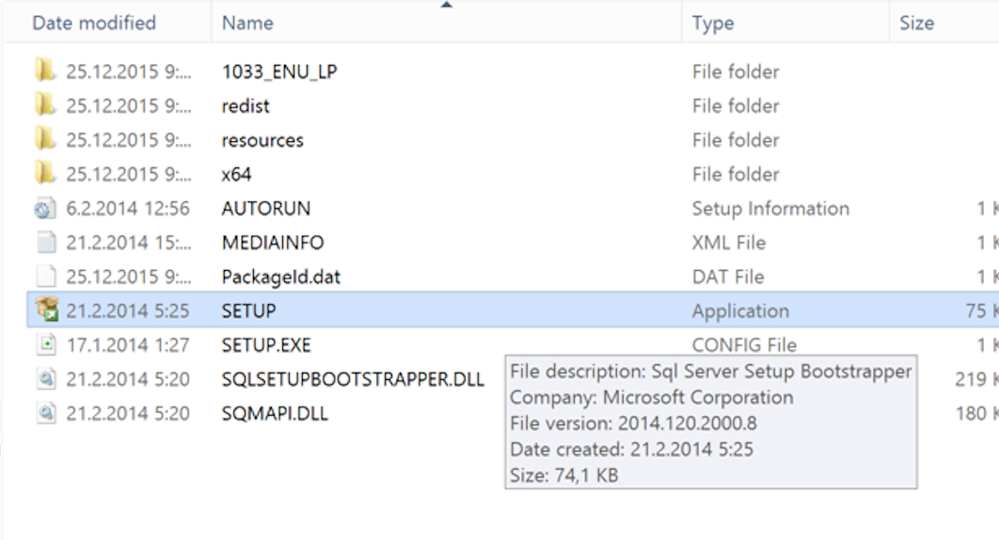 Date modified Name Type Size
25.12.2015 9:... 1033_ENU_LP File folder
25.12.2015 9:... redist File folder
25.12.2015 9:... resources File folder
25.12.2015 9:... x64 File folder
6.2.2014 12:56 AUTORUN Setup Information 1 K
21.2.2014 15:... MEDIAINFO XML File 1 K
25.12.2015 9:... PackageId.dat DAT File 1 K
21.2.2014 5:25 SETUP Application 75 K
17.1.2014 1:27 SETUP.EXE CONFIG File 1 K
21.2.2014 5:20 SQLSETUPBOOTSTRAPPER.DLL 219 K
21.2.2014 5:20 SQMAPI.DLL 180 K
File description: Sql Server Setup Bootstrapper
Company: Microsoft Corporation
File version: 2014.120.2000.8
Date created: 21.2.2014 5:25
Size: 74,1 KB